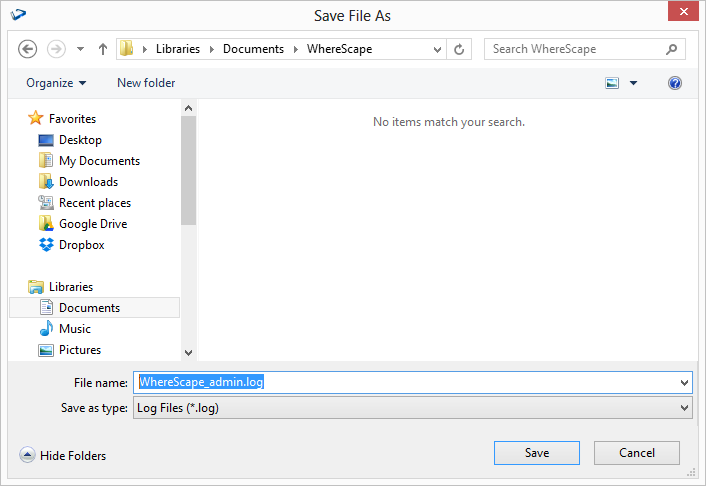 Save File As
Libraries Documents WhereScape Search WhereScape
Organize New folder
Favorites
Desktop
My Documents
Downloads
Recent places
Google Drive
Dropbox
Libraries
Documents
Music
Pictures
No items match your search.
File name: WhereScape_admin.log
Save as type: Log Files (*.log)
Hide Folders Save Cancel